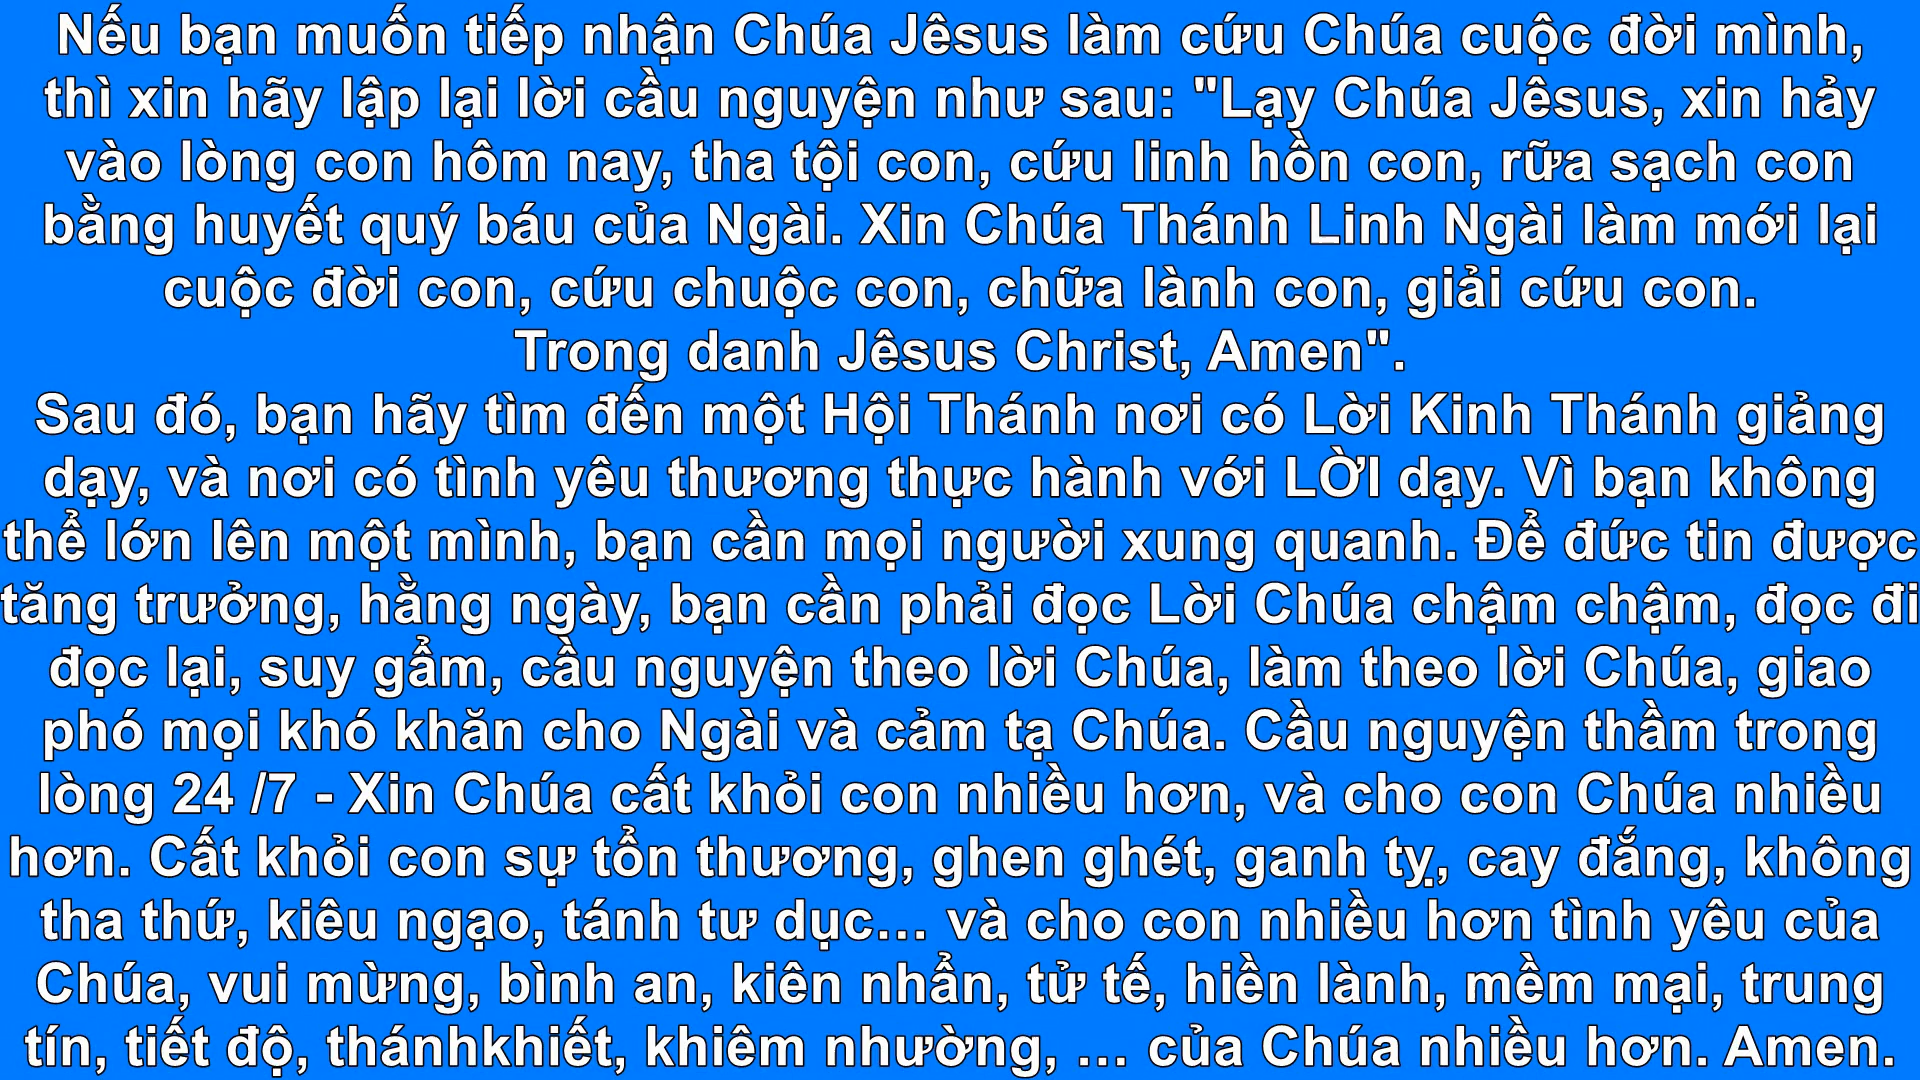 Nếu bạn muốn tiếp nhận Chúa Jêsus làm cứu Chúa cuộc đời mình,
thì xin hãy lập lại lời cầu nguyện như sau: "Lạy Chúa Jêsus, xin hảy
vào lòng con hôm nay, tha tội con, cứu linh hồn con, rữa sạch con
bằng huyết quý báu của Ngài. Xin Chúa Thánh Linh Ngài làm mới lại
cuộc đời con, cứu chuộc con, chữa lành con, giải cứu con.
Trong danh Jêsus Christ, Amen".
Sau đó, bạn hãy tìm đến một Hội Thánh nơi có Lời Kinh Thánh giảng
dạy, và nơi có tình yêu thương thực hành với LỜI dạy. Vì bạn không
thể lớn lên một mình, bạn cần mọi người xung quanh. Để đức tin được
tăng trưởng, hằng ngày, bạn cần phải đọc Lời Chúa chậm chậm, đọc đi
đọc lại, suy gẩm, cầu nguyện theo lời Chúa, làm theo lời Chúa, giao
phó mọi khó khăn cho Ngài và cảm tạ Chúa. Cầu nguyện thầm trong
lòng 24 /7 - Xin Chúa cất khỏi con nhiều hơn, và cho con Chúa nhiều
hơn. Cất khỏi con sự tổn thương, ghen ghét, ganh tỵ, cay đắng, không
tha thứ, kiêu ngạo, tánh tư dục... và cho con nhiều hơn tình yêu của
Chúa, vui mừng, bình an, kiên nhẩn, tử tế, hiền lành, mềm mại, trung
tín, tiết độ, thánhkhiết, khiêm nhường, ... của Chúa nhiều hơn. Amen.